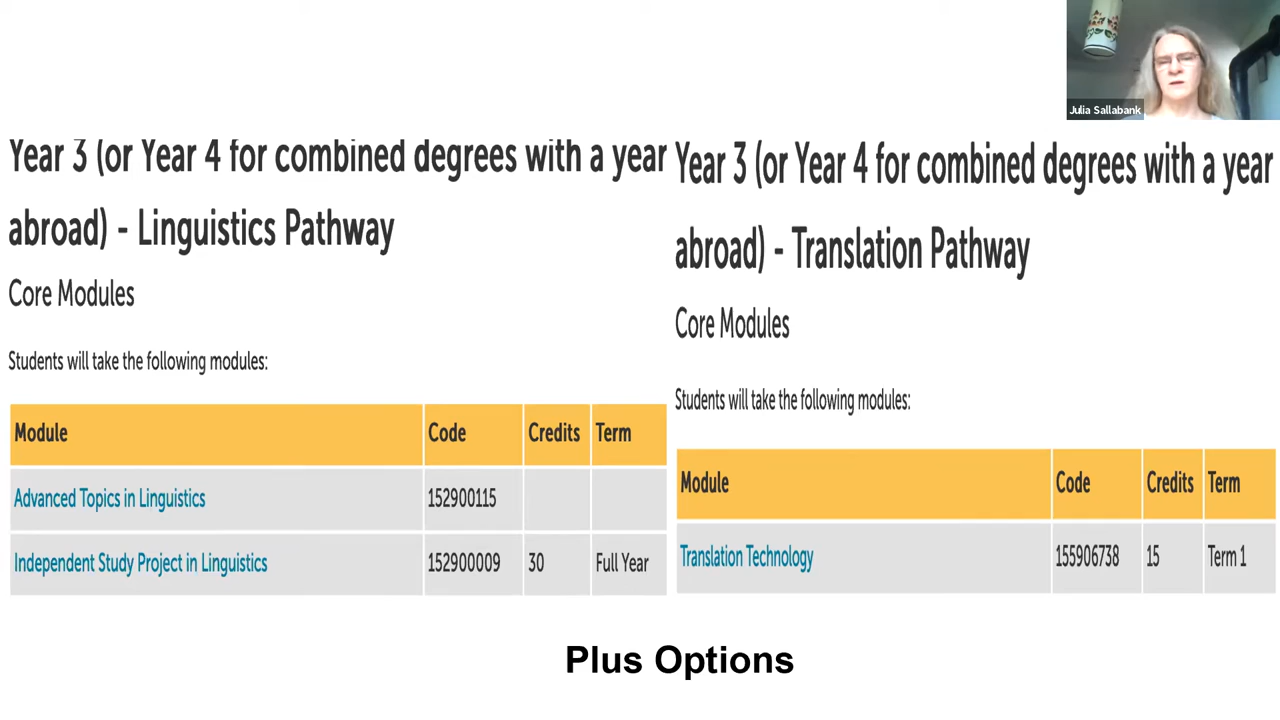 Julia Sallabank
Year 3 (or Year 4 for combined degrees with a year
abroad) - Linguistics Pathway
Core Modules
Students will take the following modules:
Module Code Credits Term
Advanced Topics in Linguistics 152900115
Independent Study Project in Linguistics 152900009 30 Full Year
Year 3 (or Year 4 for combined degrees with a year
abroad) - Translation Pathway
Core Modules
Students will take the following modules:
Module Code Credits Term
Translation Technology 155906738 15 Term 1
Plus Options